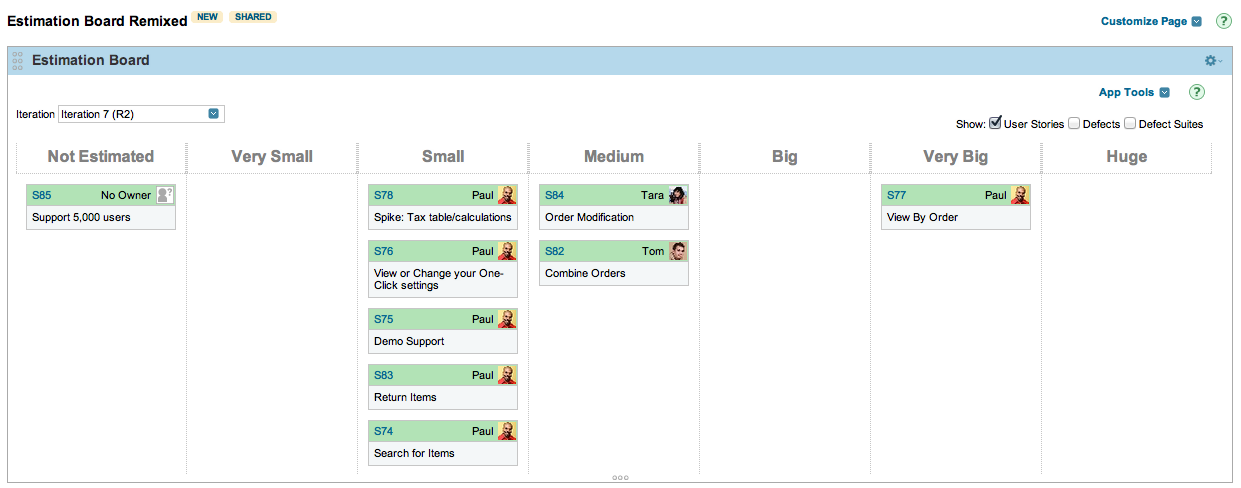 Estimation Board Remixed NEW SHARED
Customize Page ?
Estimation Board
App Tools ?
Iteration Iteration 7 (R2)
Show: User Stories Defects Defect Suites
Not Estimated Very Small Small Medium Big Very Big Huge
S85 No Owner ?
Support 5,000 users
S78 Paul
Spike: Tax table/calculations
S76 Paul
View or Change your One-
Click settings
S75 Paul
Demo Support
S83 Paul
Return Items
S74 Paul
Search for Items
S84 Tara
Order Modification
S82 Tom
Combine Orders
S77 Paul
View By Order